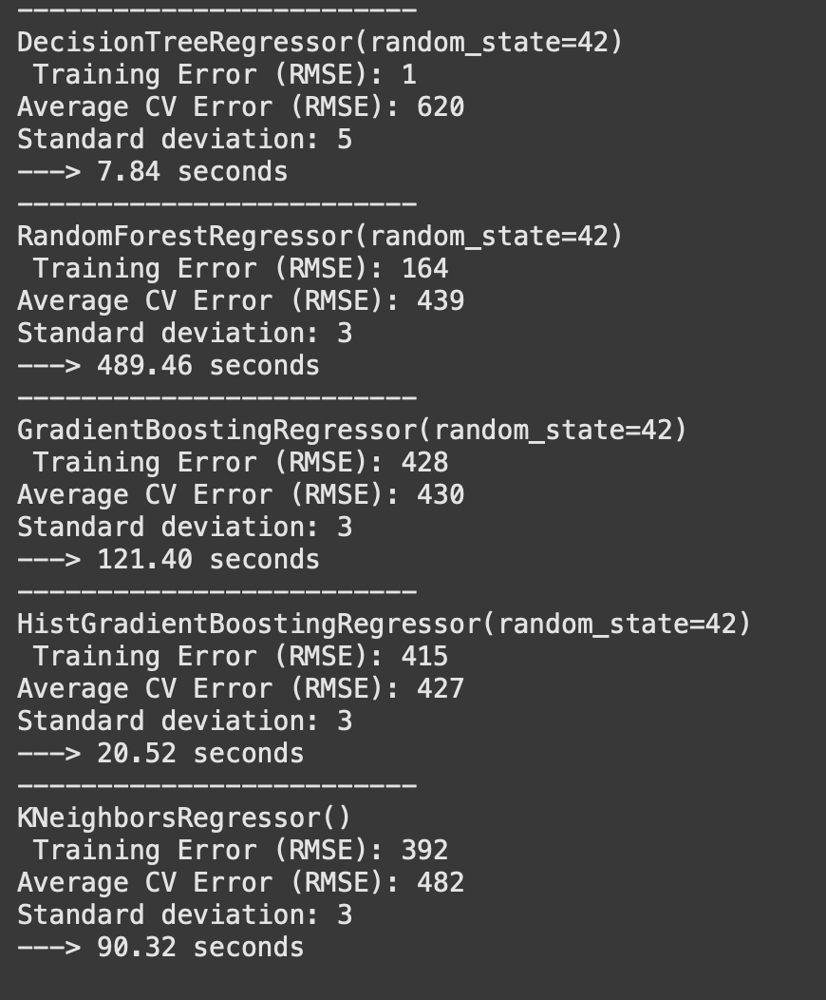 -------------------------
DecisionTreeRegressor(random_state=42)
 Training Error (RMSE): 1
Average CV Error (RMSE): 620
Standard deviation: 5
---> 7.84 seconds
-------------------------
RandomForestRegressor(random_state=42)
 Training Error (RMSE): 164
Average CV Error (RMSE): 439
Standard deviation: 3
---> 489.46 seconds
-------------------------
GradientBoostingRegressor(random_state=42)
 Training Error (RMSE): 428
Average CV Error (RMSE): 430
Standard deviation: 3
---> 121.40 seconds
-------------------------
HistGradientBoostingRegressor(random_state=42)
 Training Error (RMSE): 415
Average CV Error (RMSE): 427
Standard deviation: 3
---> 20.52 seconds
-------------------------
KNeighborsRegressor()
 Training Error (RMSE): 392
Average CV Error (RMSE): 482
Standard deviation: 3
---> 90.32 seconds